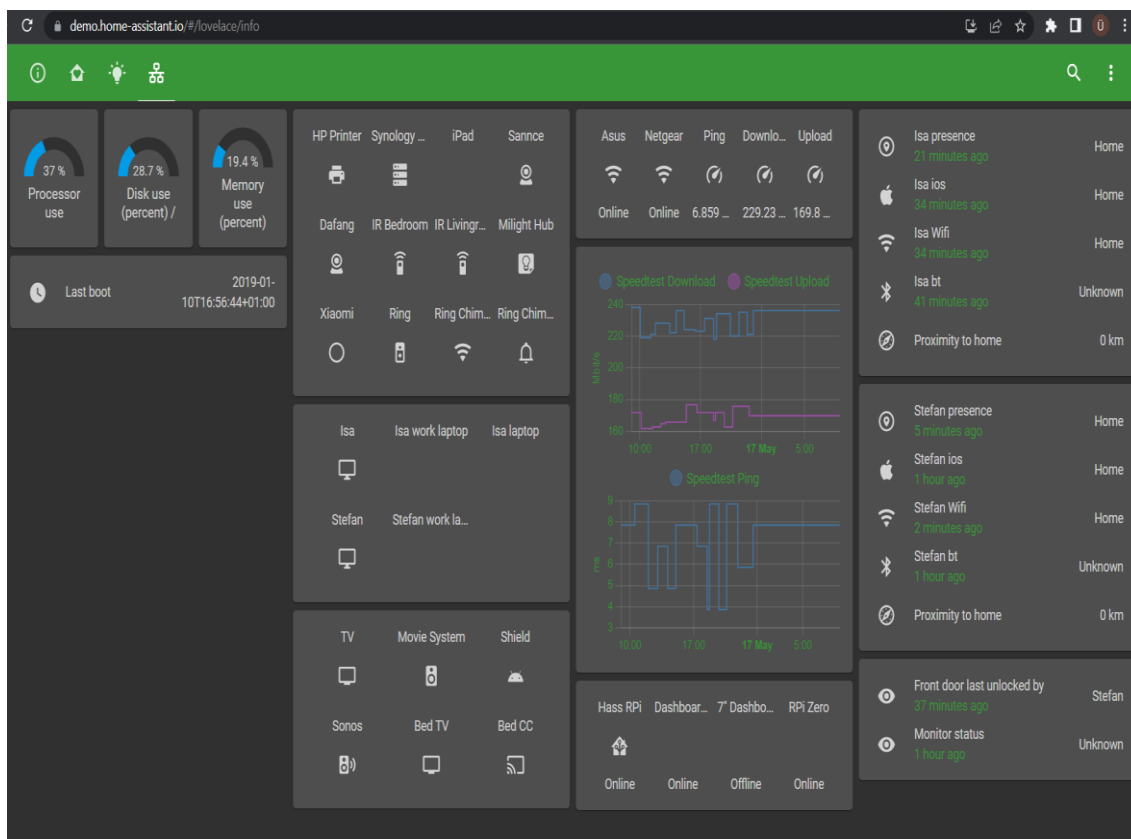 demo.home-assistant.io/#/lovelace/info
Ü
37 %
Processor
use
28.7 %
Disk use
(percent) /
19.4 %
Memory
use
(percent)
Last boot
2019-01-
10T16:56:44+01:00
HP Printer Synology ... iPad Sannce
Dafang IR Bedroom IR Livingr... Milight Hub
Xiaomi Ring Ring Chim... Ring Chim...
Isa Isa work laptop Isa laptop
Stefan Stefan work la...
TV Movie System Shield
Sonos Bed TV Bed CC
Asus Netgear Ping Downlo... Upload
Online Online 6.859 ... 229.23 ... 169.8 ...
Speedtest Download Speedtest Upload
Mbit/s
240
220
200
180
160
10:00 17:00 17 May 5:00
Speedtest Ping
ms
9
8
7
6
5
4
3
10:00 17:00 17 May 5:00
Hass RPi Dashboar... 7" Dashbo... RPi Zero
Online Online Offline Online
Isa presence Home
21 minutes ago
Isa ios Home
34 minutes ago
Isa Wifi Home
34 minutes ago
Isa bt Unknown
41 minutes ago
Proximity to home 0 km
Stefan presence Home
5 minutes ago
Stefan ios Home
1 hour ago
Stefan Wifi Home
2 minutes ago
Stefan bt Unknown
1 hour ago
Proximity to home 0 km
Front door last unlocked by Stefan
37 minutes ago
Monitor status Unknown
1 hour ago